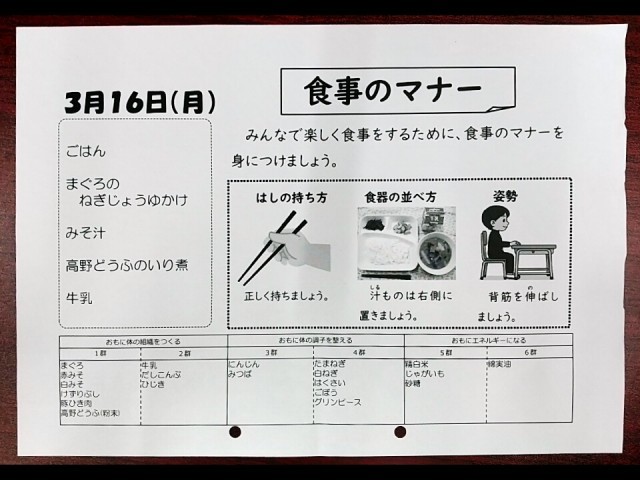 3月16日(月)
ごはん
まぐろの
ねぎじょうゆかけ
みそ汁
高野どうふのいり煮
牛乳
食事のマナー
みんなで楽しく食事をするために、食事のマナーを
身につけましょう。
はしの持ち方
正しく持ちましょう。
食器の並べ方
しる
汁ものは右側に
置きましょう。
姿勢
の
背筋を伸ばし
ましょう。
おもに体の組織をつくる
おもに体の調子を整える
おもにエネルギーになる
1群
2群
3群
4群
5群
6群
まぐろ
赤みそ
白みそ
けずりぶし
豚ひき肉
高野どうふ(粉末)
牛乳
だしこんぶ
ひじき
にんじん
みつば
たまねぎ
白ねぎ
はくさい
ごぼう
グリンピース
精白米
じゃがいも
砂糖
綿実油